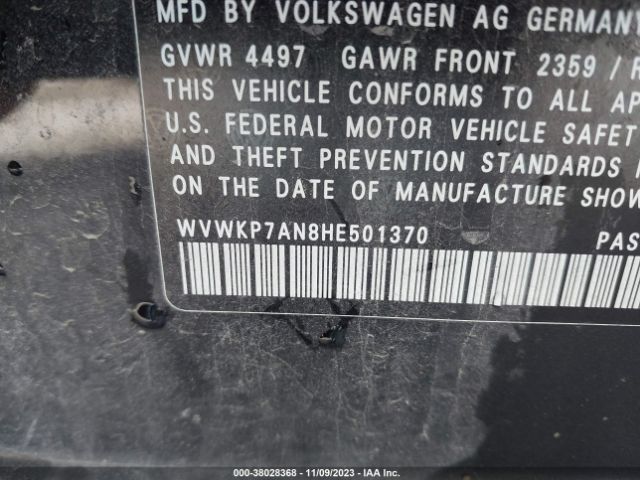 MFD BY VOLKSWAGEN AG GERMANY
GVWR 4497 GAWR FRONT 2359 / R
THIS VEHICLE CONFORMS TO ALL AP
U.S. FEDERAL MOTOR VEHICLE SAFET
AND THEFT PREVENTION STANDARDS I
ON THE DATE OF MANUFACTURE SHOW
WVWKP7AN8HE501370 PAS
000-38028368 - 11/09/2023 - IAA Inc.